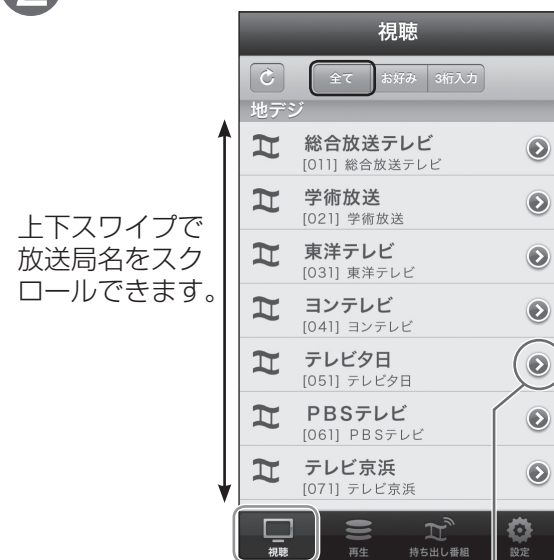 視聴
全て お好み 3桁入力
地デジ
総合放送テレビ
[011] 総合放送テレビ
学術放送
[021] 学術放送
東洋テレビ
[031] 東洋テレビ
ヨンテレビ
[041] ヨンテレビ
テレビ夕日
[051] テレビ夕日
PBSテレビ
[061] PBSテレビ
テレビ京浜
[071] テレビ京浜
視聴 再生 持ち出し番組 設定
上下スワイプで
放送局名をスク
ロールできます。